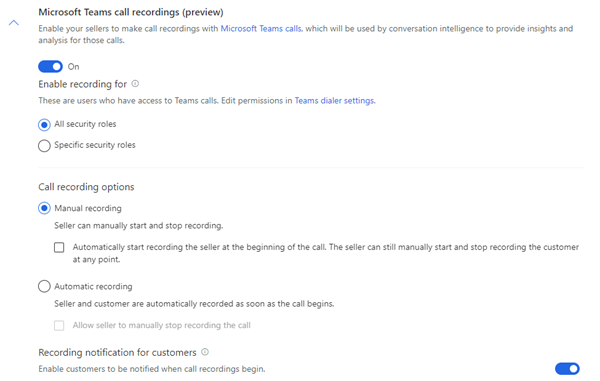 Microsoft Teams call recordings (preview)
Enable your sellers to make call recordings with Microsoft Teams calls. which will be used by conversation intelligence to provide insights and
analysis for those calls.
On
Enable recording for
These are users who have access to Teams calls. Edit permissions in Teams dialer settings.
All security roles
Specific security roles
Call recording options
Manual recording
Seller can manually start and stop recording.
Automatically start recording the seller at the beginning of the call. The seller can still manually start and stop recording the customer
at any point.
Automatic recording
Seller and customer are automatically recorded as soon as the call begins.
Allow seller to manually stop recording the call
Recording notification for customers
Enable customers to be notified when call recordings begin.